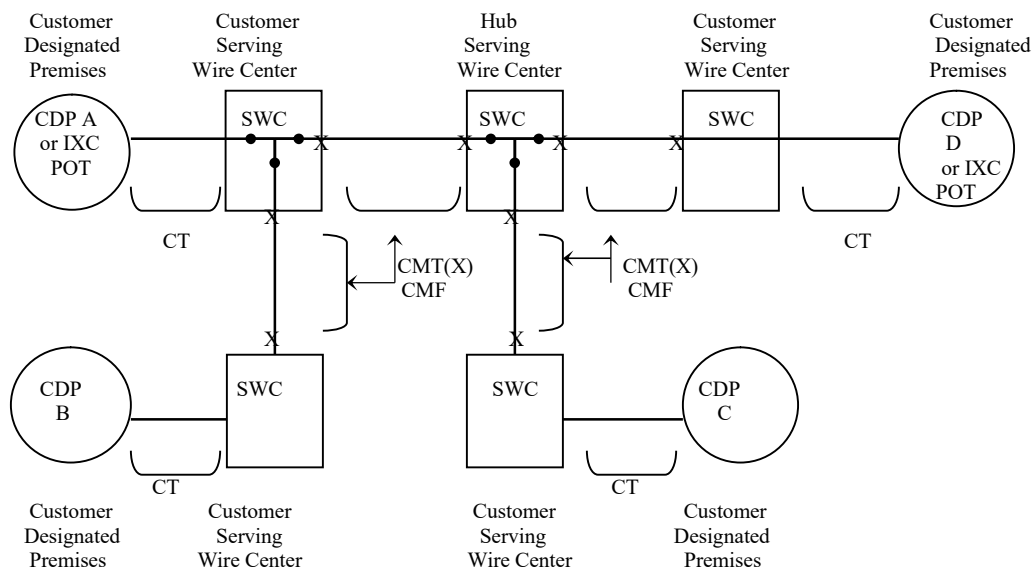 Customer
Designated
Premises
Customer
Serving
Wire Center
Hub
Serving
Wire Center
Customer
Serving
Wire Center
Customer
Designated
Premises
CDP A
or IXC
POT
SWC
X
X
SWC
X
X
SWC
CDP
D
or IXC
POT
X
X
CT
CT
CMT(X)
CMF
CMT(X)
CMF
X
X
CDP
B
SWC
SWC
CDP
C
CT
CT
Customer
Designated
Premises
Customer
Serving
Wire Center
Customer
Serving
Wire Center
Customer
Designated
Premises